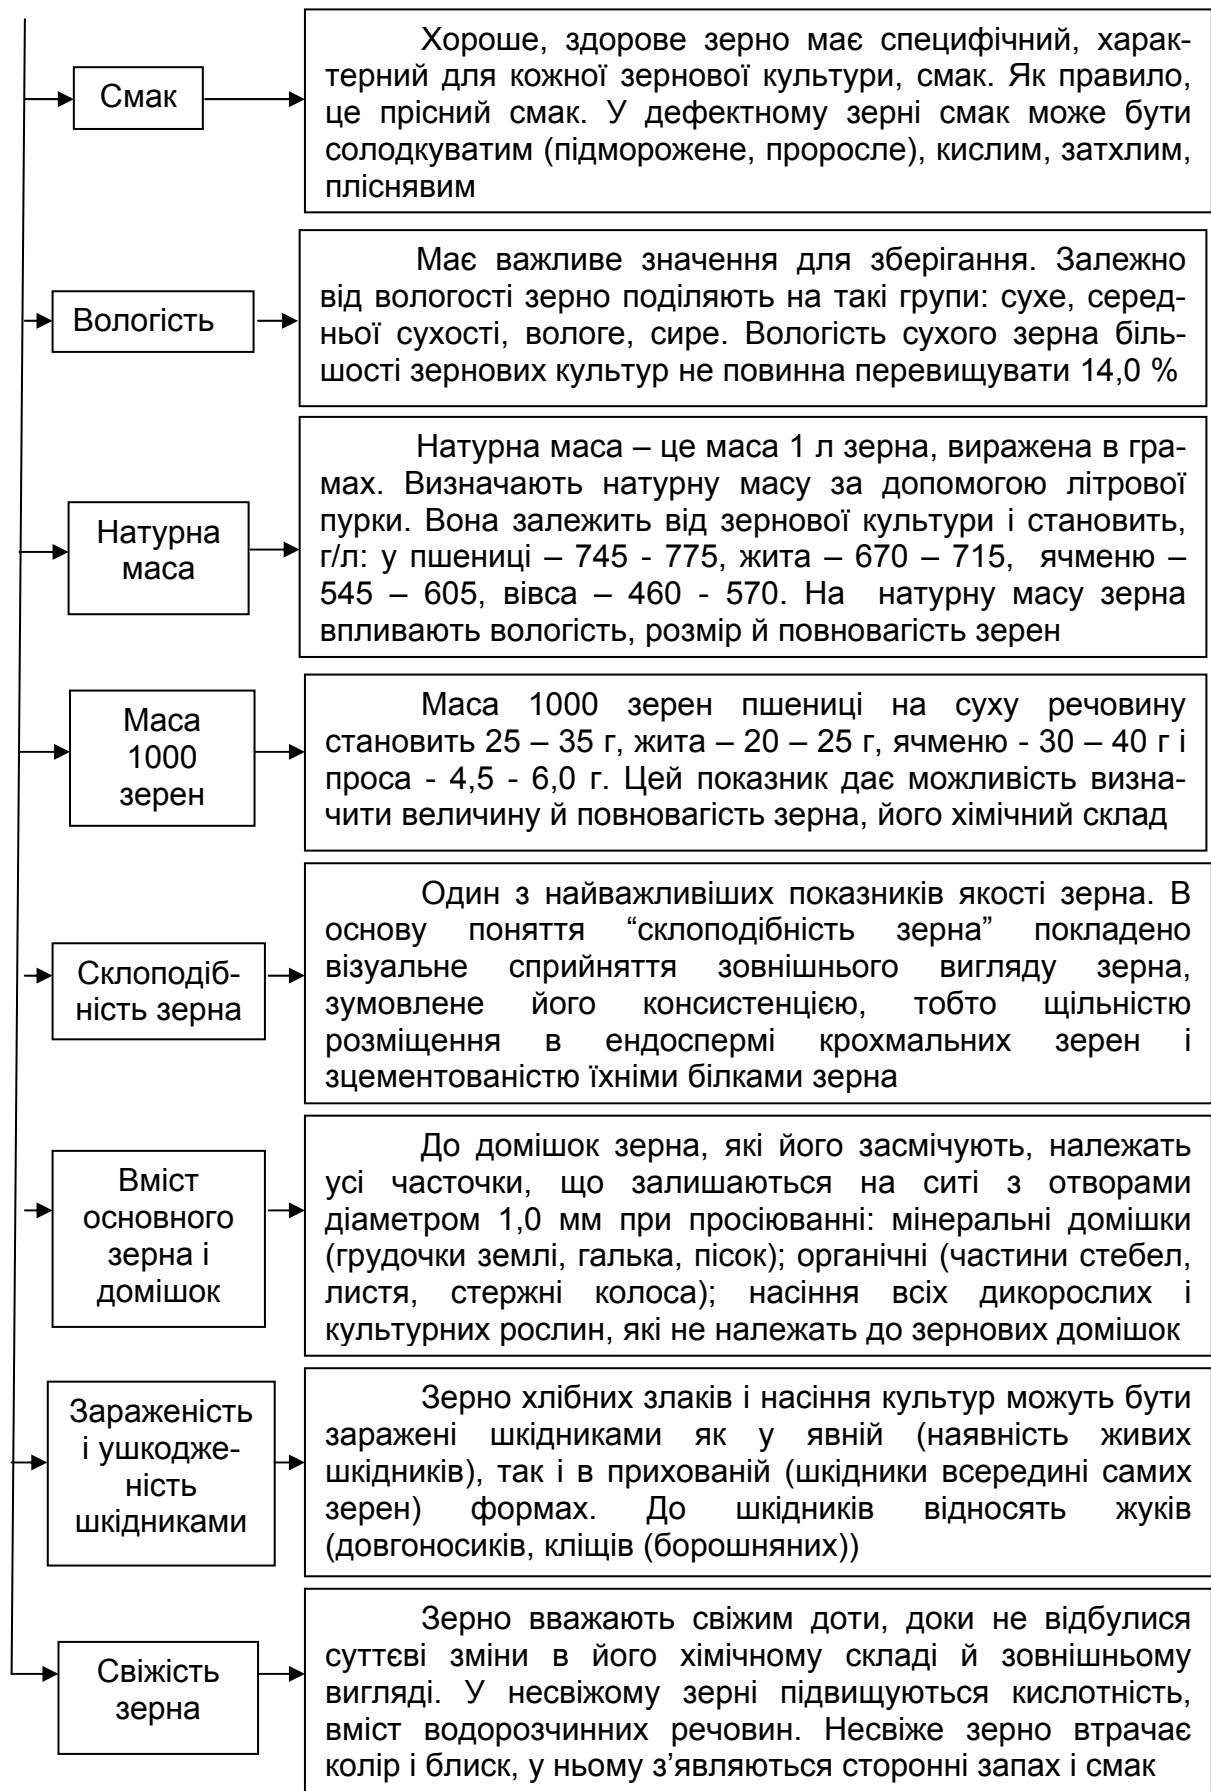 Смак
Хороше, здорове зерно має специфічний, харак-
терний для кожної зернової культури, смак. Як правило,
це прісний смак. У дефектному зерні смак може бути
солодкуватим (підморожене, проросле), кислим, затхлим,
пліснявим
Вологість
Має важливе значення для зберігання. Залежно
від вологості зерно поділяють на такі групи: сухе, серед-
ньої сухості, вологе, сире. Вологість сухого зерна біль-
шості зернових культур не повинна перевищувати 14,0 %
Натурна
маса
Натурна маса – це маса 1 л зерна, виражена в гра-
мах. Визначають натурну масу за допомогою літрової
пурки. Вона залежить від зернової культури і становить,
г/л: у пшениці – 745 - 775, жита – 670 – 715, ячменю –
545 – 605, вівса – 460 - 570. На натурну масу зерна
впливають вологість, розмір й повновагість зерен
Маса
1000
зерен
Маса 1000 зерен пшениці на суху речовину
становить 25 – 35 г, жита – 20 – 25 г, ячменю - 30 – 40 г і
проса - 4,5 - 6,0 г. Цей показник дає можливість визна-
чити величину й повновагість зерна, його хімічний склад
Склоподіб-
ність зерна
Один з найважливіших показників якості зерна. В
основу поняття “склоподібність зерна” покладено
візуальне сприйняття зовнішнього вигляду зерна,
зумовлене його консистенцією, тобто щільністю
розміщення в ендоспермі крохмальних зерен і
зцементованістю їхніми білками зерна
Вміст
основного
зерна і
домішок
До домішок зерна, які його засмічують, належать
усі часточки, що залишаються на ситі з отворами
діаметром 1,0 мм при просіюванні: мінеральні домішки
(грудочки землі, галька, пісок); органічні (частини стебел,
листя, стержні колоса); насіння всіх дикорослих і
культурних рослин, які не належать до зернових домішок
Зараженість
і ушкодже-
ність
шкідниками
Зерно хлібних злаків і насіння культур можуть бути
заражені шкідниками як у явній (наявність живих
шкідників), так і в прихованій (шкідники всередині самих
зерен) формах. До шкідників відносять жуків
(довгоносиків, кліщів (борошняних))
Свіжість
зерна
Зерно вважають свіжим доти, доки не відбулися
суттєві зміни в його хімічному складі й зовнішньому
вигляді. У несвіжому зерні підвищуються кислотність,
вміст водорозчинних речовин. Несвіже зерно втрачає
колір і блиск, у ньому з’являються сторонні запах і смак